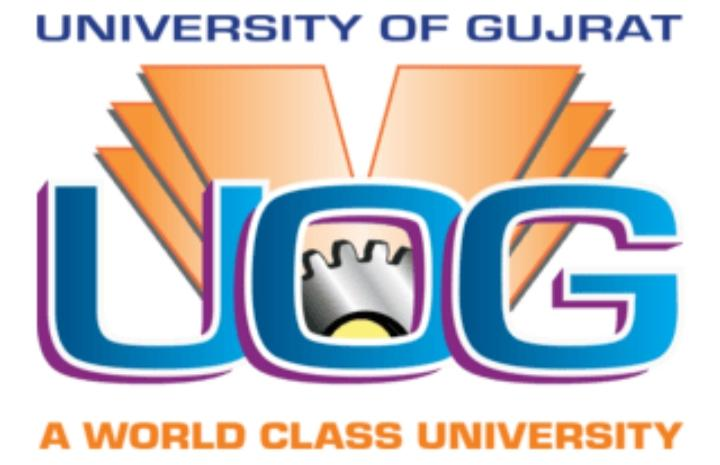 UNIVERSITY OF GUJRAT
UOG
A WORLD CLASS UNIVERSITY